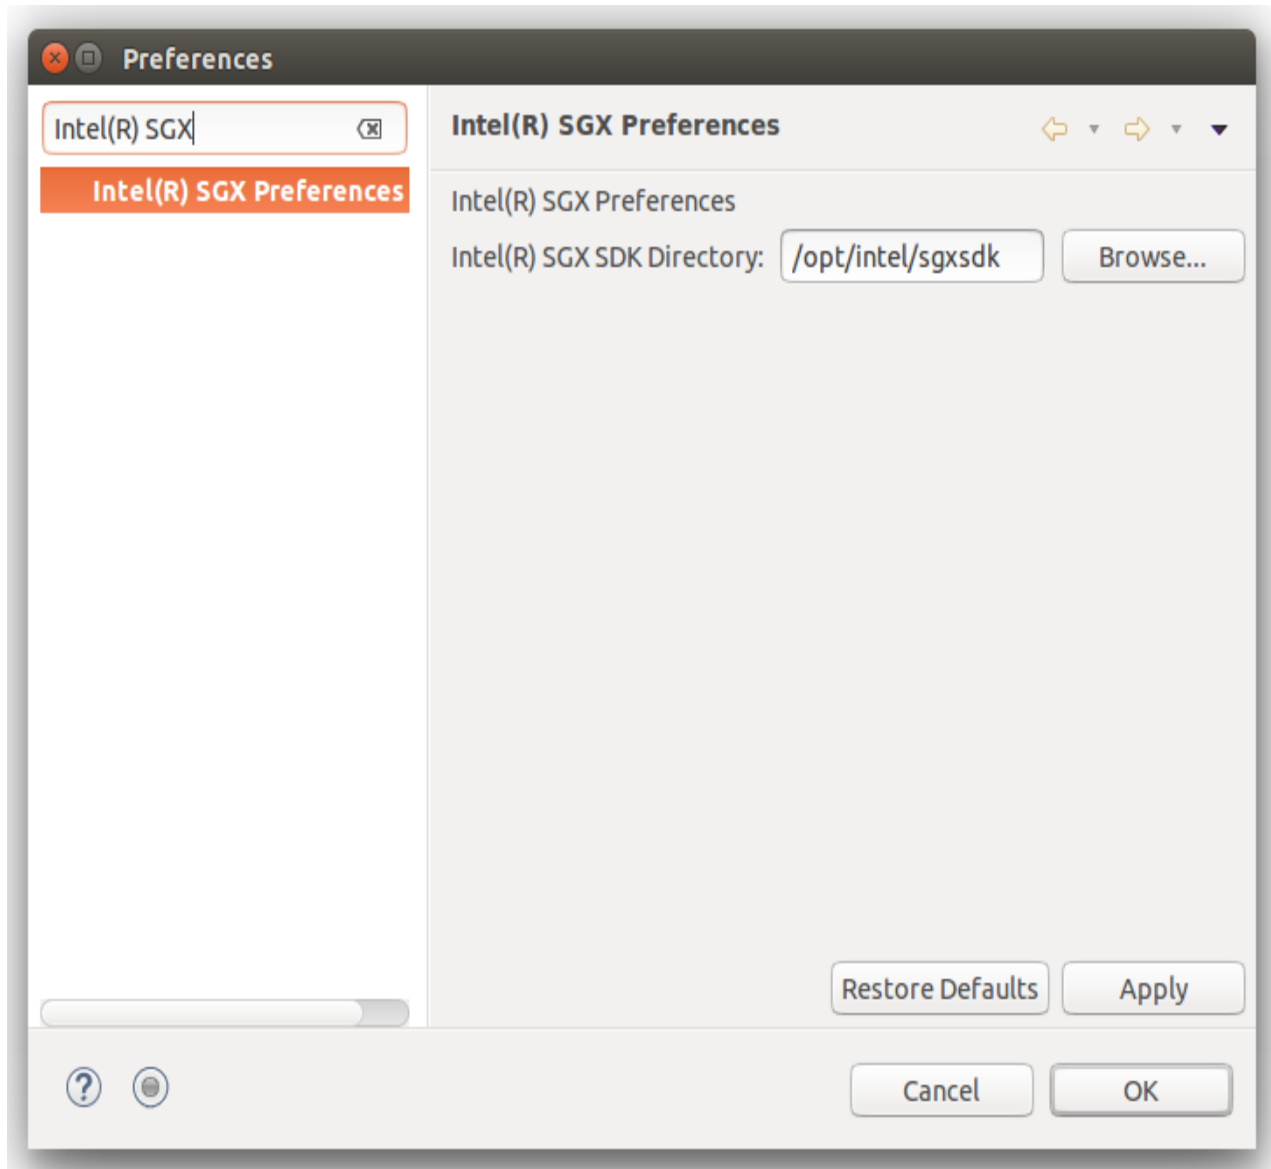 Preferences
Intel(R) SGX
Intel(R) SGX Preferences
Intel(R) SGX Preferences
Intel(R) SGX Preferences
Intel(R) SGX SDK Directory: /opt/intel/sgxsdk Browse...
Restore Defaults Apply
? Cancel OK